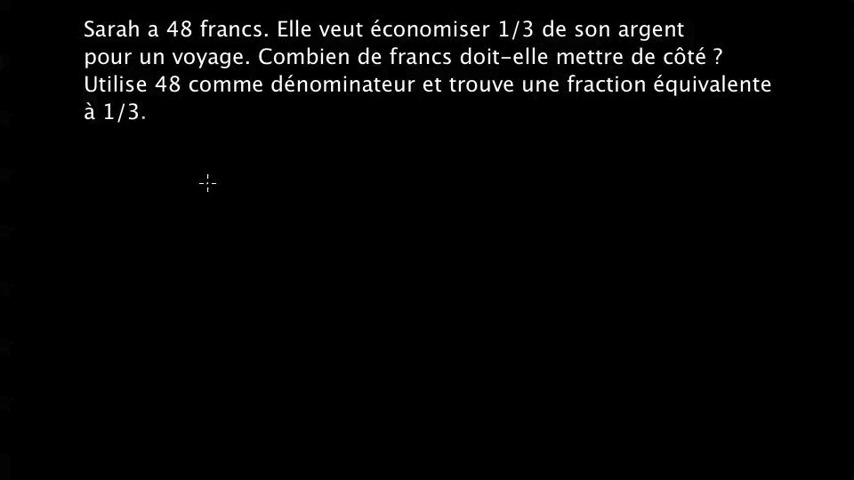 Sarah a 48 francs. Elle veut économiser 1/3 de son argent
pour un voyage. Combien de francs doit-elle mettre de côté ?
Utilise 48 comme dénominateur et trouve une fraction équivalente
à 1/3.